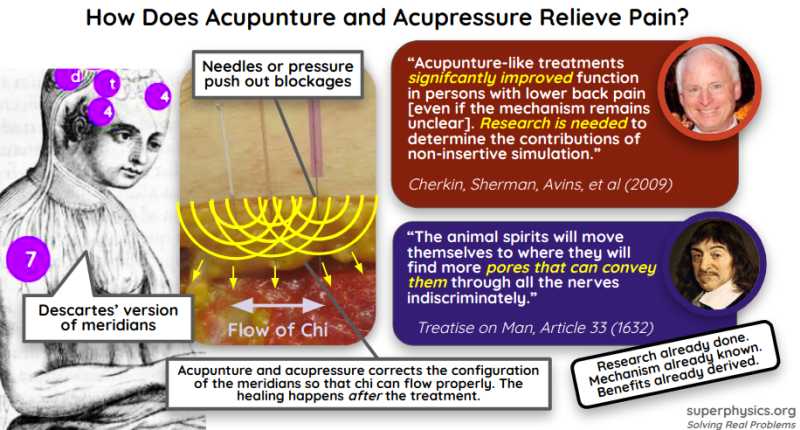 How Does Acupunture and Acupressure Relieve Pain?
Needles or pressure
push out blockages
d
t
4
4
7
Descartes’ version
of meridians
Flow of Chi
Acupunture and acupressure corrects the configuration
of the meridians so that chi can flow properly. The
healing happens after the treatment.
“Acupunture-like treatments
signifcantly improved function
in persons with lower back pain
[even if the mechanism remains
unclear]. Research is needed to
determine the contributions of
non-insertive simulation.”
Cherkin, Sherman, Avins, et al (2009)
“The animal spirits will move
themselves to where they will
find more pores that can convey
them through all the nerves
indiscriminately.”
Treatise on Man, Article 33 (1632)
Research already done.
Mechanism already known.
Benefits already derived.
superphysics.org
Solving Real Problems